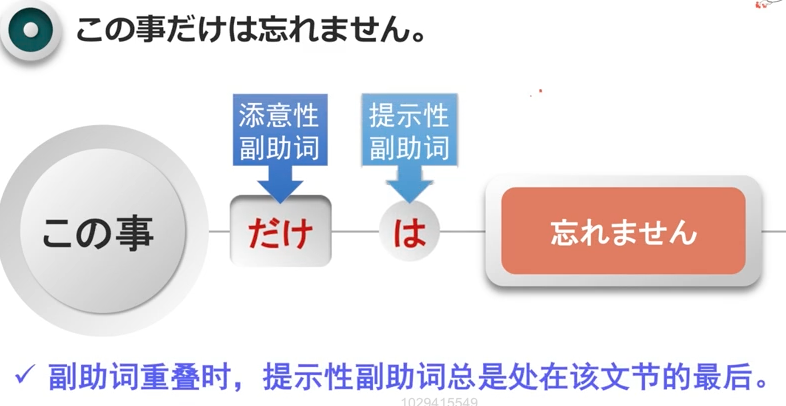 この事だけは忘れません。
添意性
副助词
提示性
副助词
この事
だけ
は
忘れません
✓ 副助词重叠时，提示性副助词总是处在该文节的最后。
1029415549